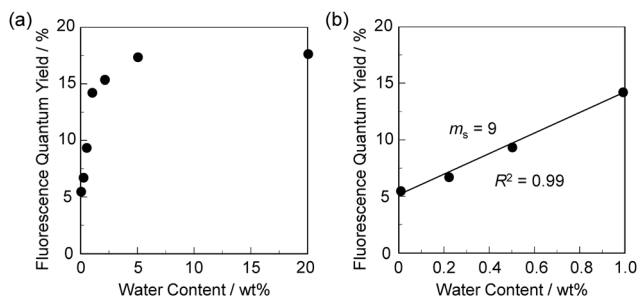 (a)
Fluorescence Quantum Yield / %
20
15
10
5
0
0
5
10
15
20
Water Content / wt%
(b)
Fluorescence Quantum Yield / %
20
15
10
5
0
mₛ = 9
R² = 0.99
0
0.2
0.4
0.6
0.8
1.0
Water Content / wt%